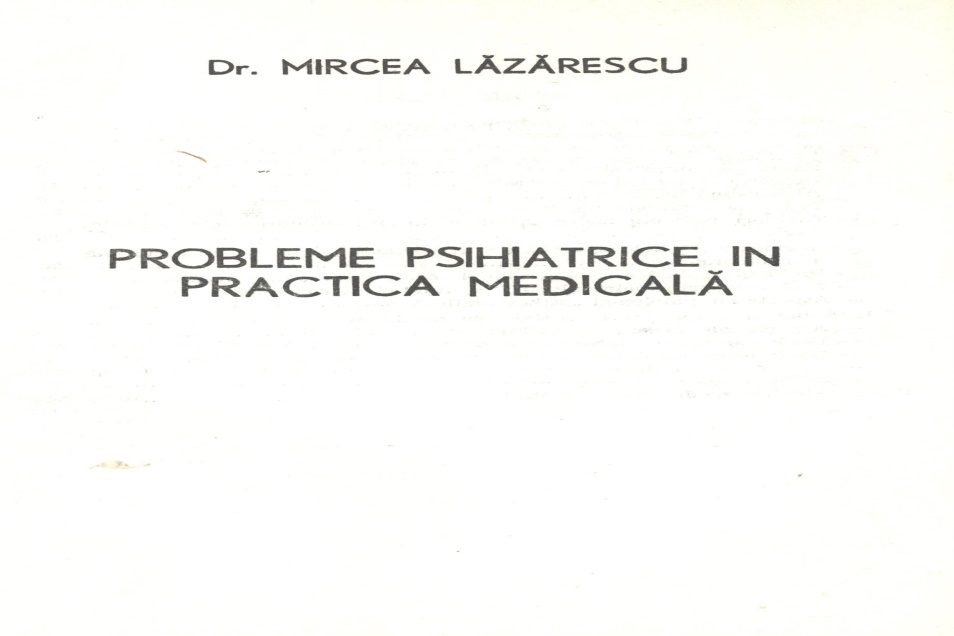 Dr. MIRCEA LĂZĂRESCU
PROBLEME PSIHIATRICE IN
PRACTICA MEDICALĂ